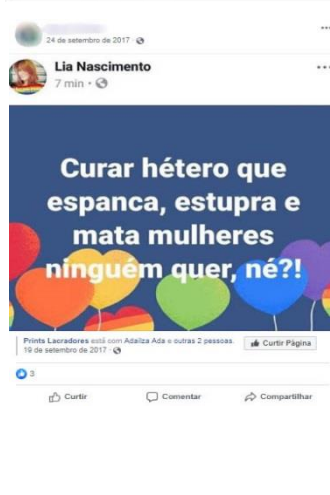 24 de setembro de 2017 ·
Lia Nascimento
7 min ·
Curar hétero que
espanca, estupra e
mata mulheres
ninguém quer, né?!
Prints Lacradores está com Adailza Ada e outras 2 pessoas.
19 de setembro de 2017 ·
Curtir Página
3
Curtir
Comentar
Compartilhar